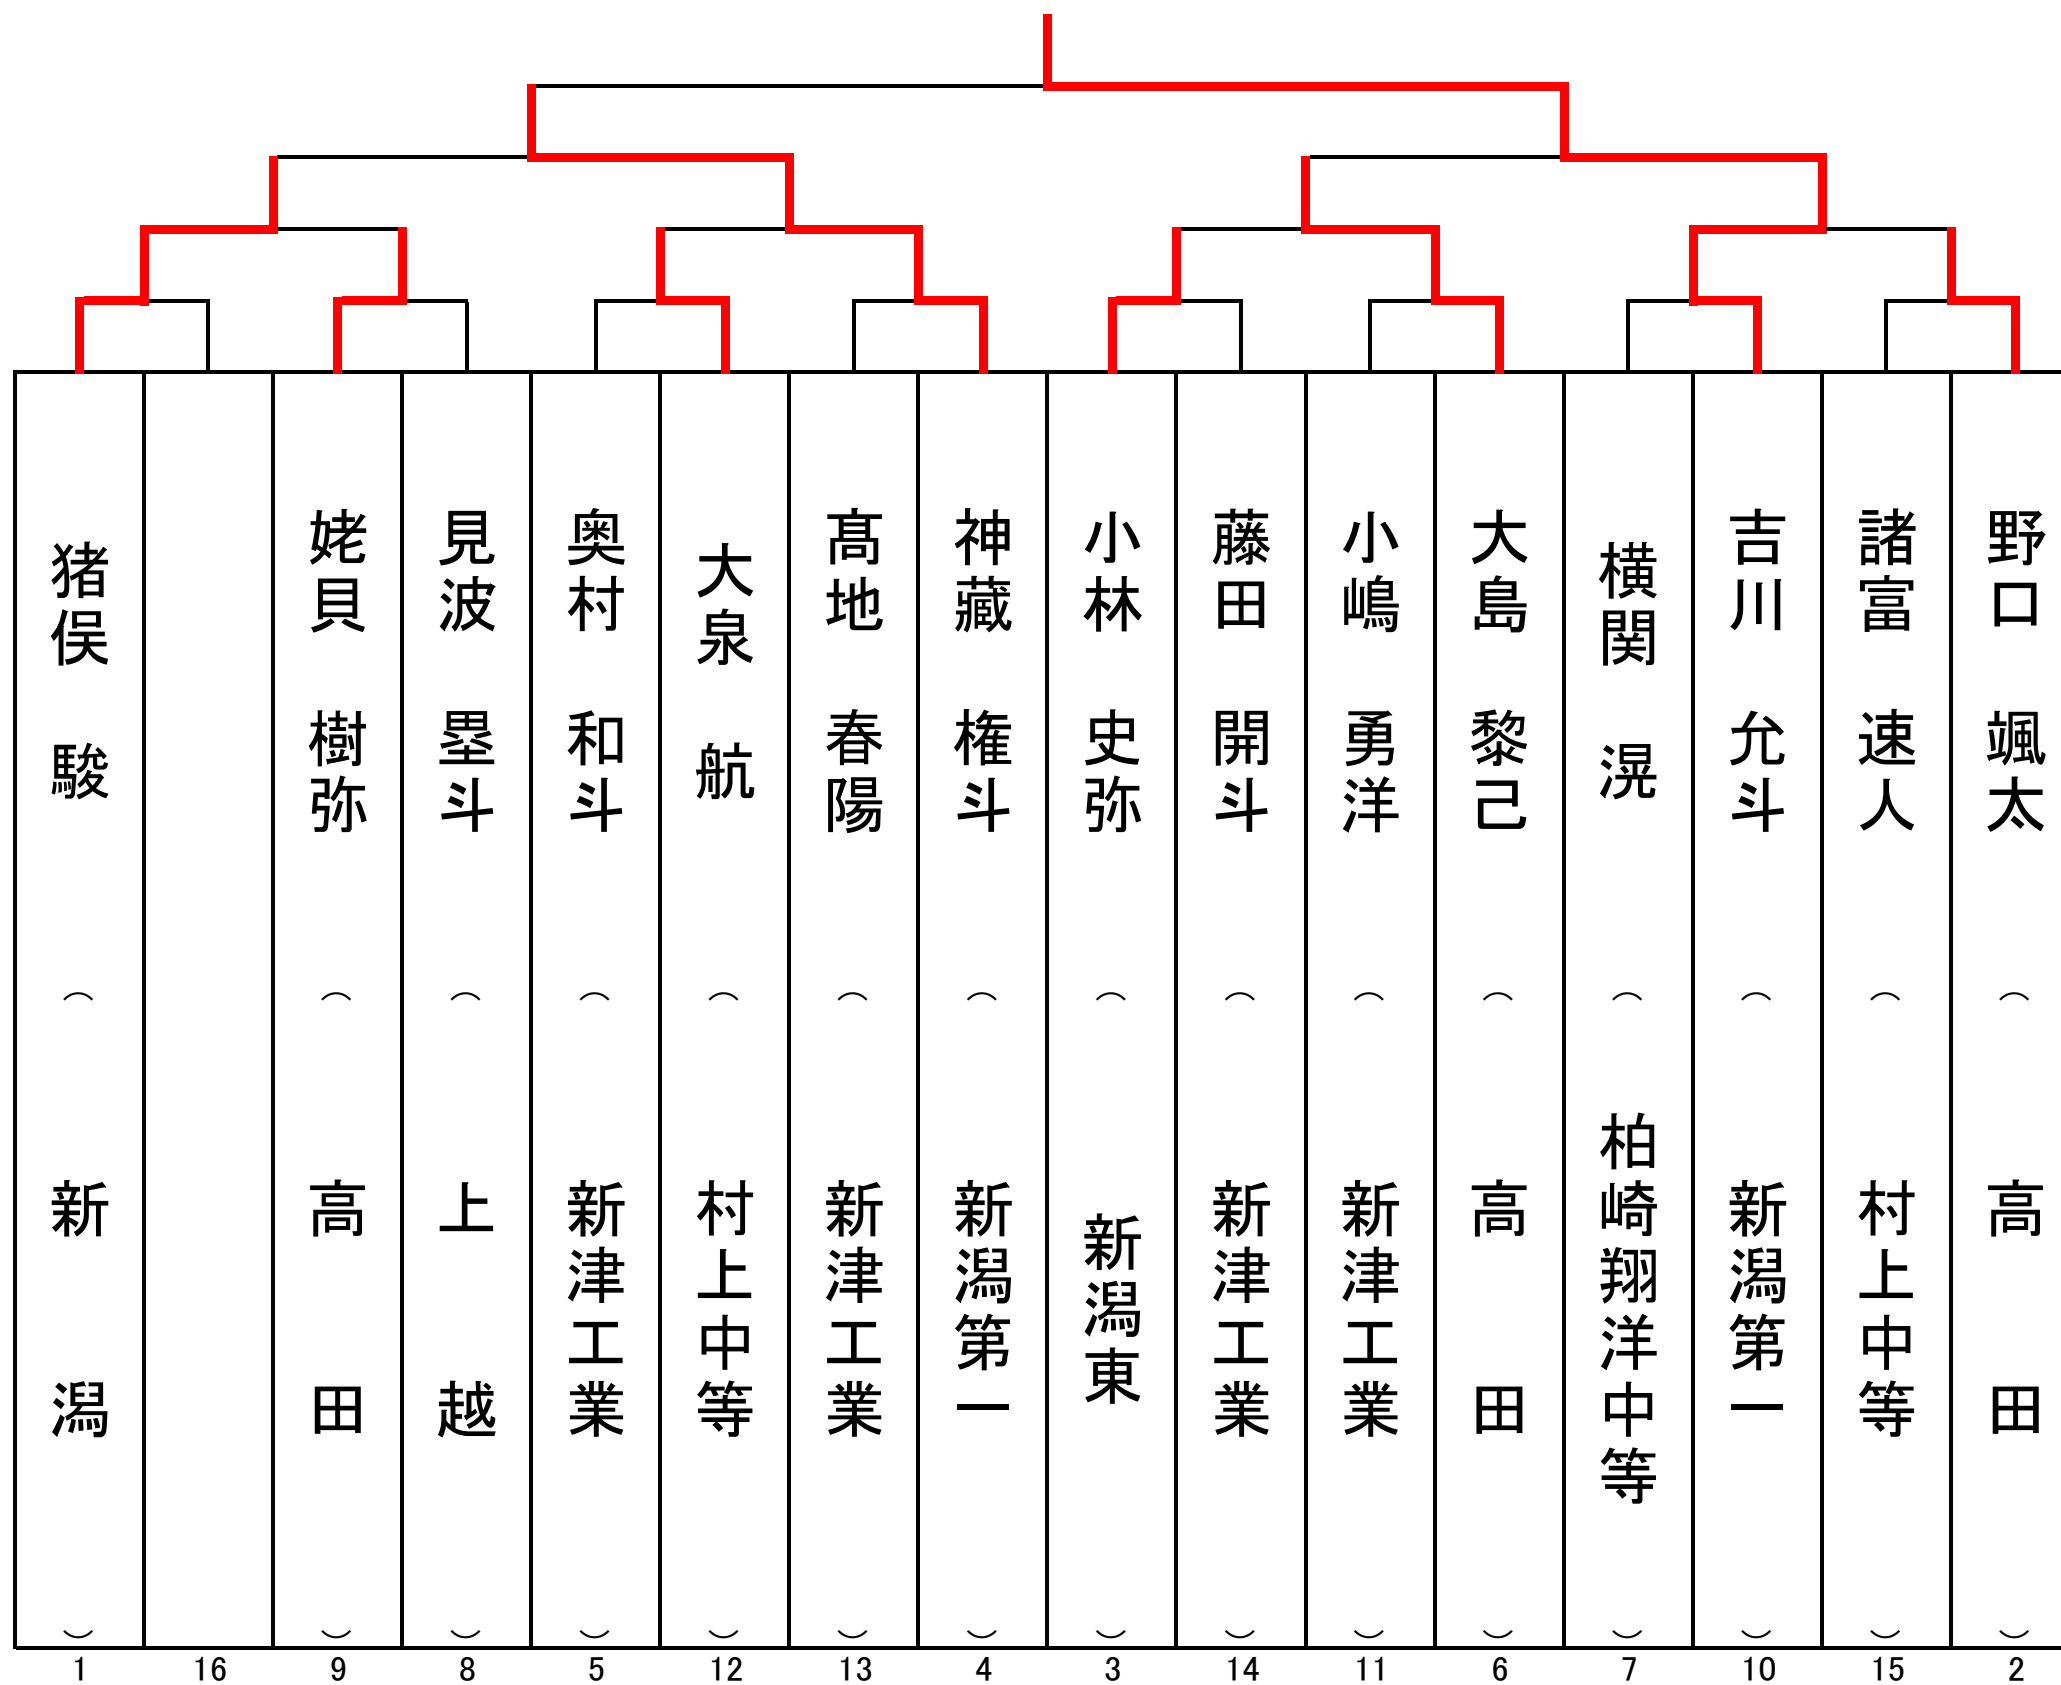 猪俣 駿 （新潟）
姥貝 樹弥 （高田）
見波 塁斗 （上越）
奥村 和斗 （新津工業）
大泉 航 （村上中等）
髙地 春陽 （新津工業）
神藏 権斗 （新潟第一）
小林 史弥 （新潟東）
藤田 開斗 （新津工業）
小嶋 勇洋 （新津工業）
大島 黎己 （高田）
横関 滉 （柏崎翔洋中等）
吉川 允斗 （新潟第一）
諸富 速人 （村上中等）
野口 颯太 （高田）
1 16 9 8 5 12 13 4 3 14 11 6 7 10 15 2